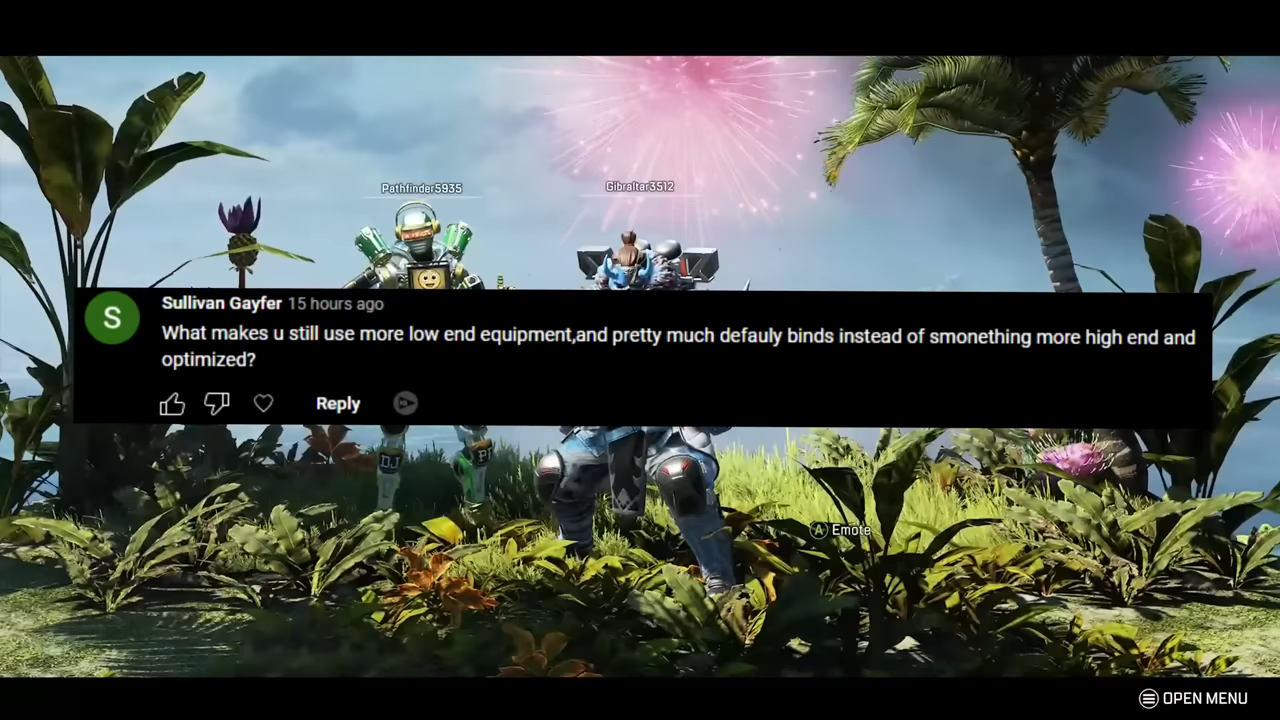 Pathfinder5935
Gibraltar3512
S
Sullivan Gayfer 15 hours ago
What makes u still use more low end equipment,and pretty much defauly binds instead of smonething more high end and
optimized?
Reply
DJ
A Emote
OPEN MENU